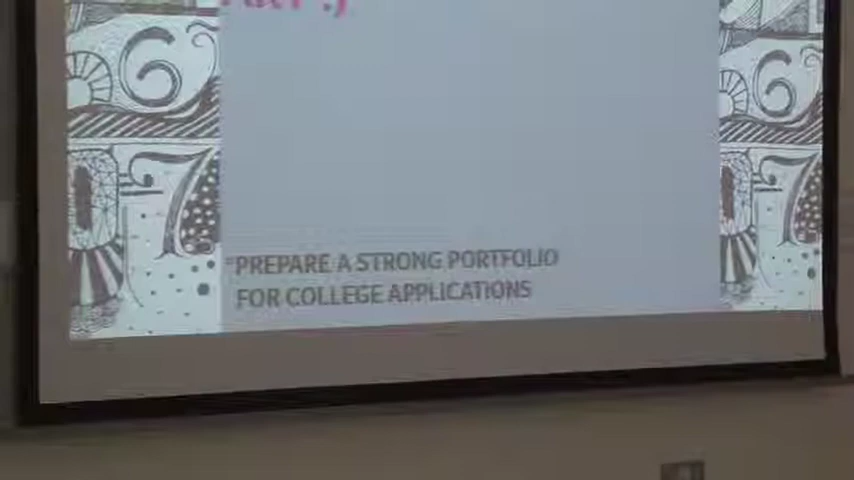 *PREPARE A STRONG PORTFOLIO
FOR COLLEGE APPLICATIONS